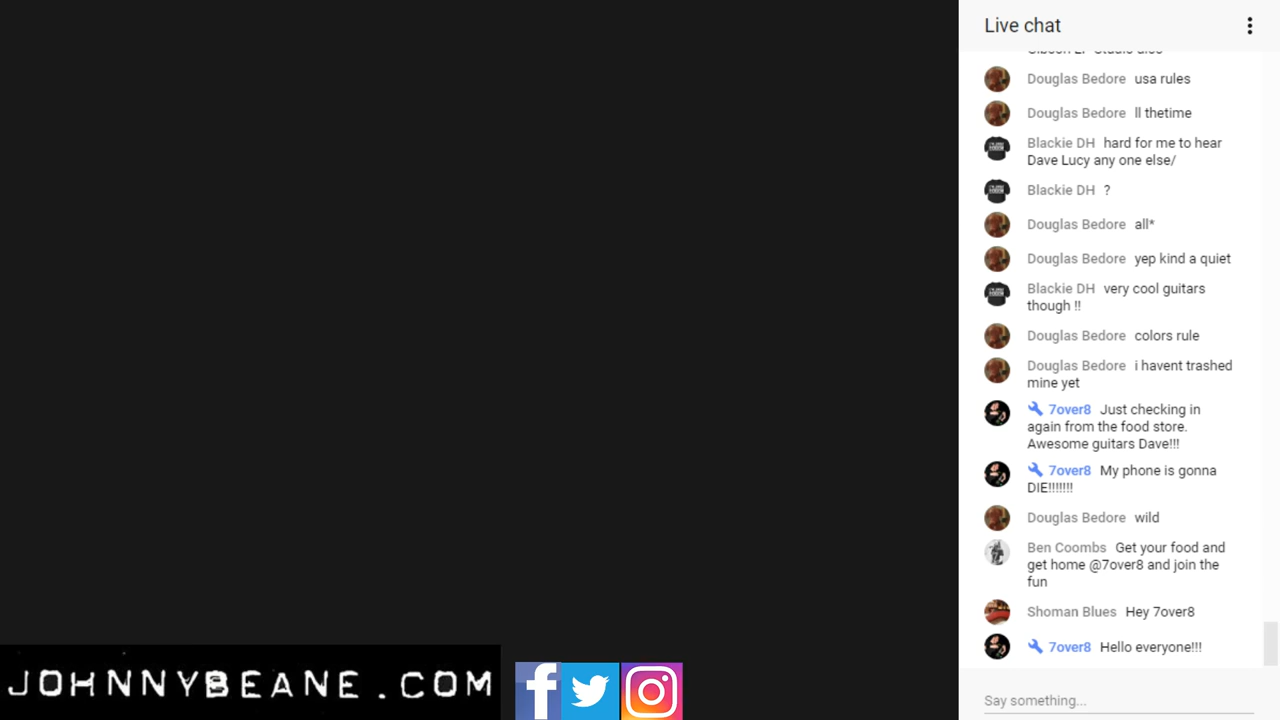 Live chat
Douglas Bedore usa rules
Douglas Bedore ll thetime
Blackie DH hard for me to hear
Dave Lucy any one else/
Blackie DH ?
Douglas Bedore all*
Douglas Bedore yep kind a quiet
Blackie DH very cool guitars
though !!
Douglas Bedore colors rule
Douglas Bedore i havent trashed
mine yet
7over8 Just checking in
again from the food store.
Awesome guitars Dave!!!
7over8 My phone is gonna
DIE!!!!!!!
Douglas Bedore wild
Ben Coombs Get your food and
get home @7over8 and join the
fun
Shoman Blues Hey 7over8
7over8 Hello everyone!!!
Say something...
JOHNNYBEANE.COM